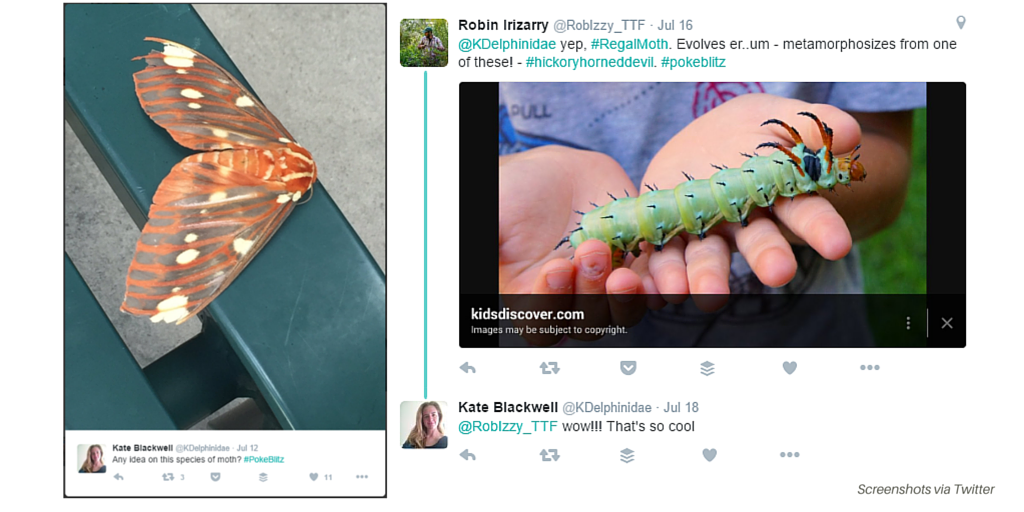 Kate Blackwell @KDelphinidae · Jul 12
Any idea on this species of moth? #PokeBlitz
3
11
Robin Irizarry @RobIzzy_TTF · Jul 16
@KDelphinidae yep, #RegalMoth. Evolves er..um - metamorphosizes from one
of these! - #hickoryhorneddevil. #pokeblitz
PULL
kidsdiscover.com
Images may be subject to copyright.
Kate Blackwell @KDelphinidae · Jul 18
@RobIzzy_TTF wow!!! That's so cool
Screenshots via Twitter